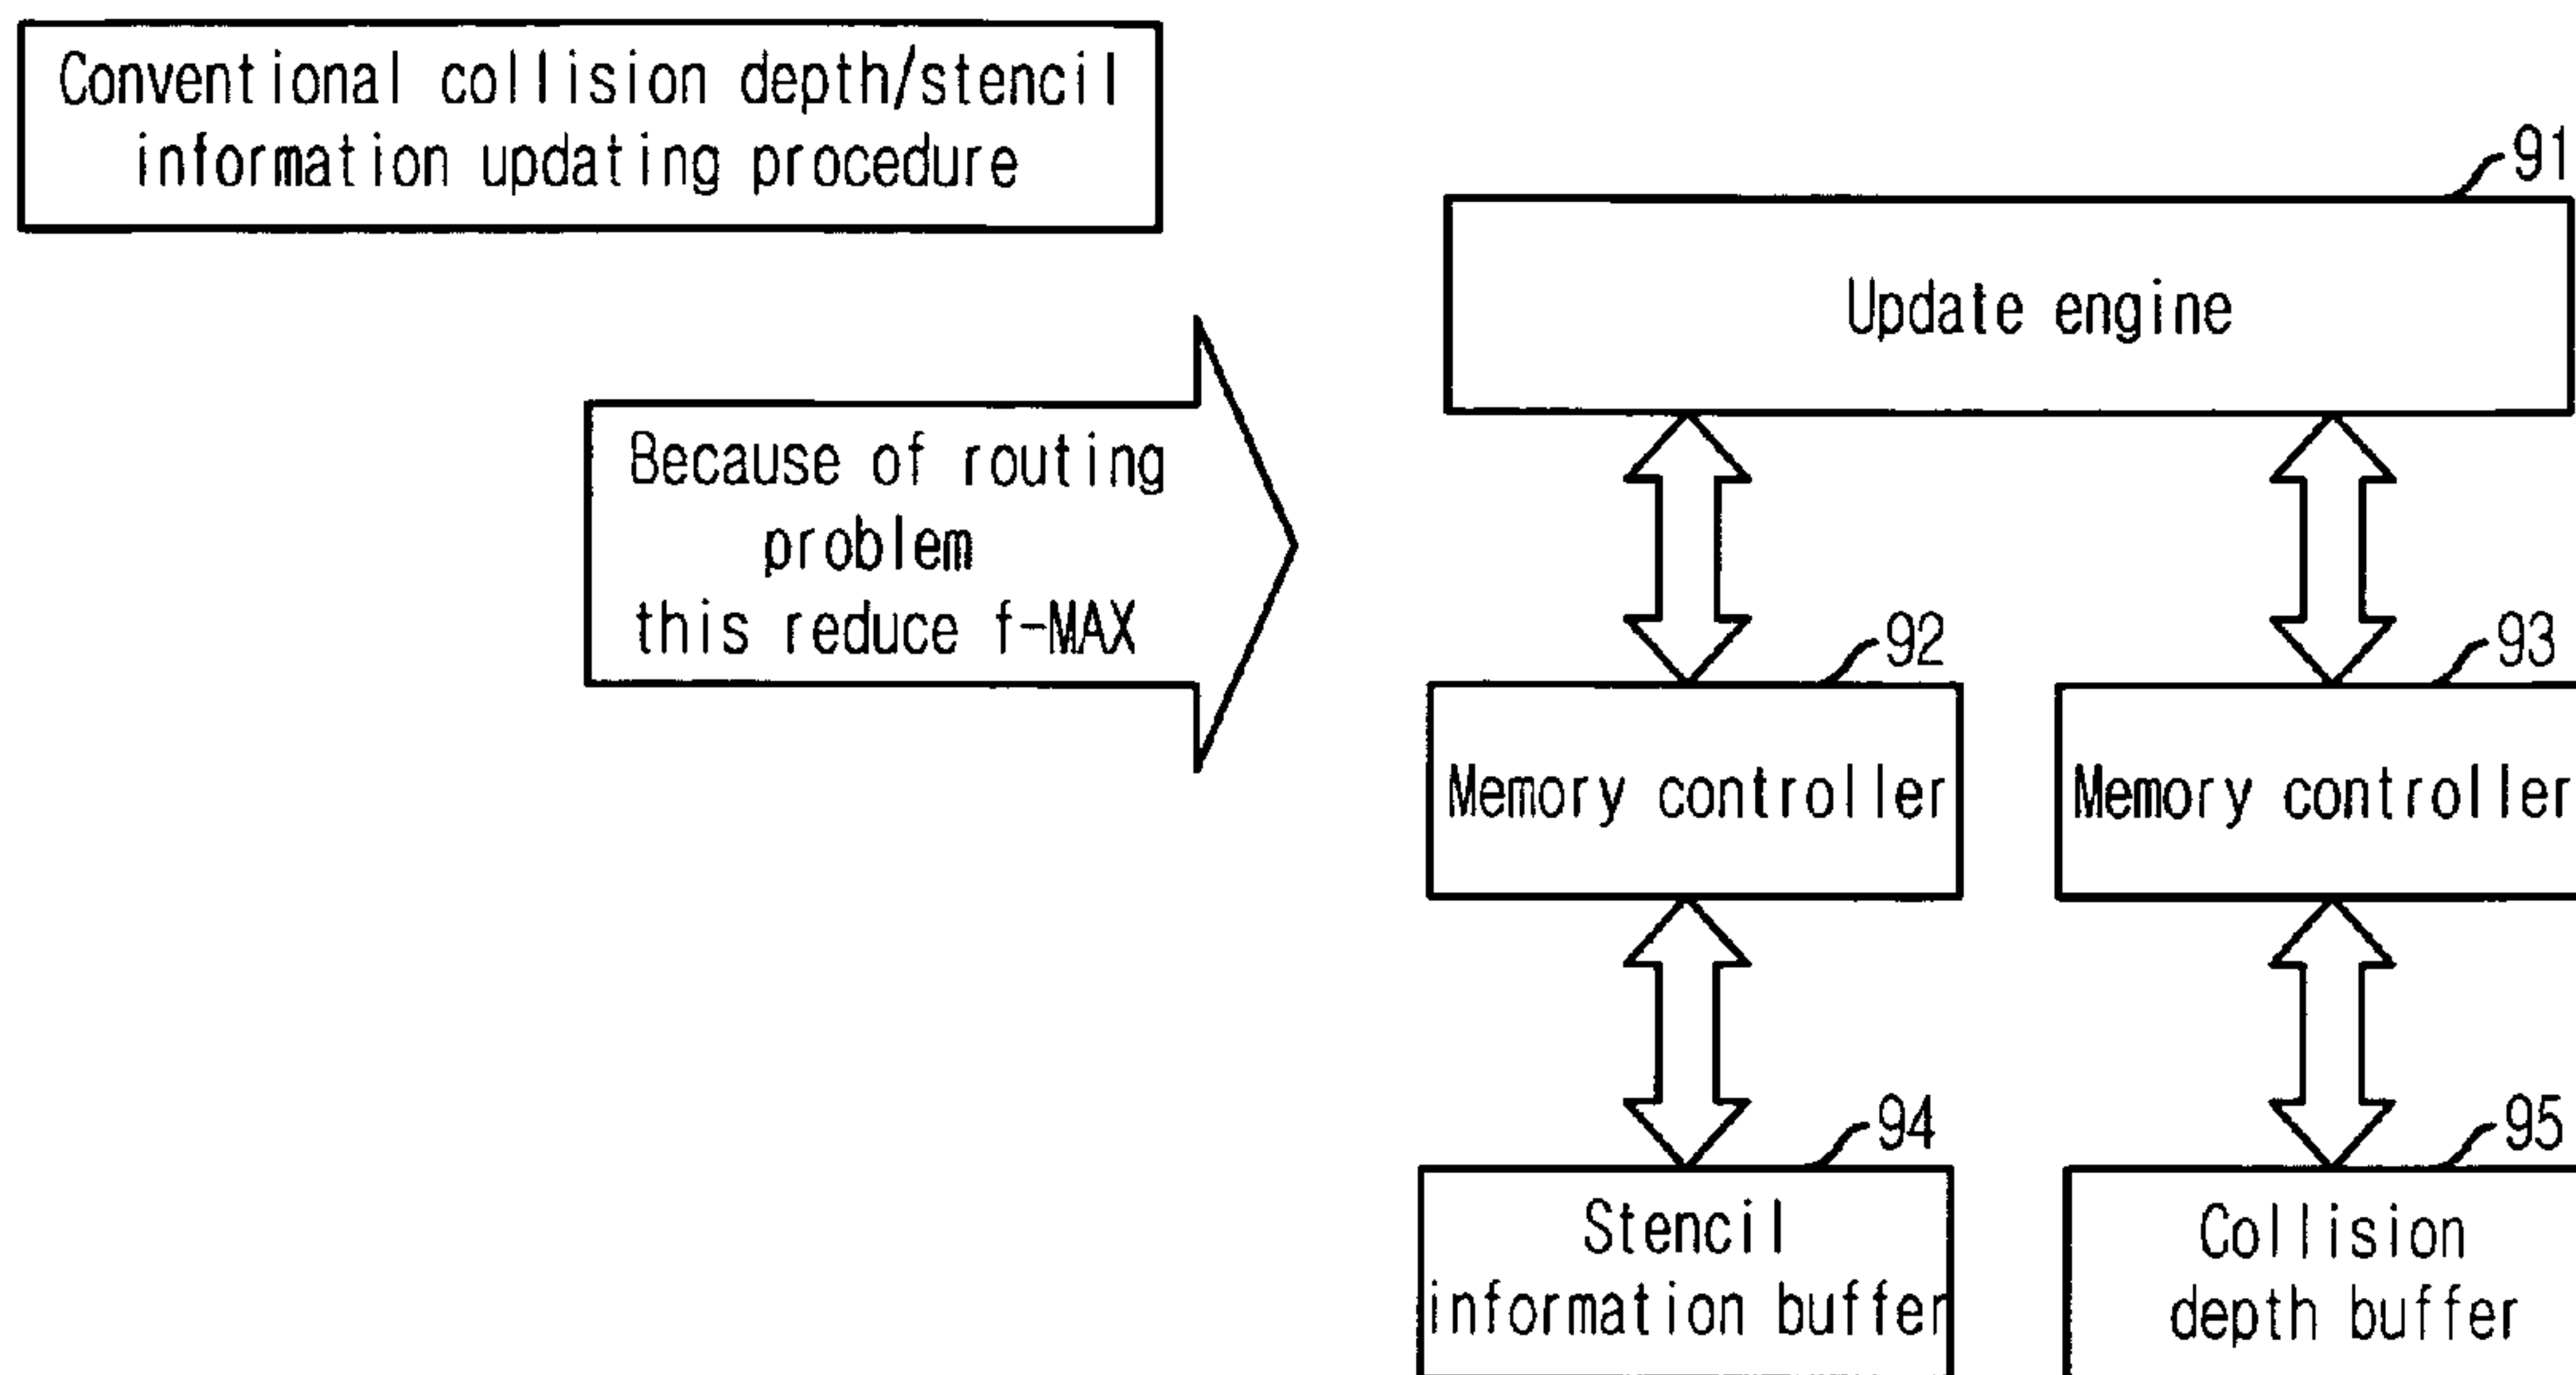 Conventional collision depth/stencil
information updating procedure
91
Update engine
Because of routing
problem
this reduce f-MAX
92
93
Memory controller
Memory controller
94
95
Stencil
information buffer
Collision
depth buffer